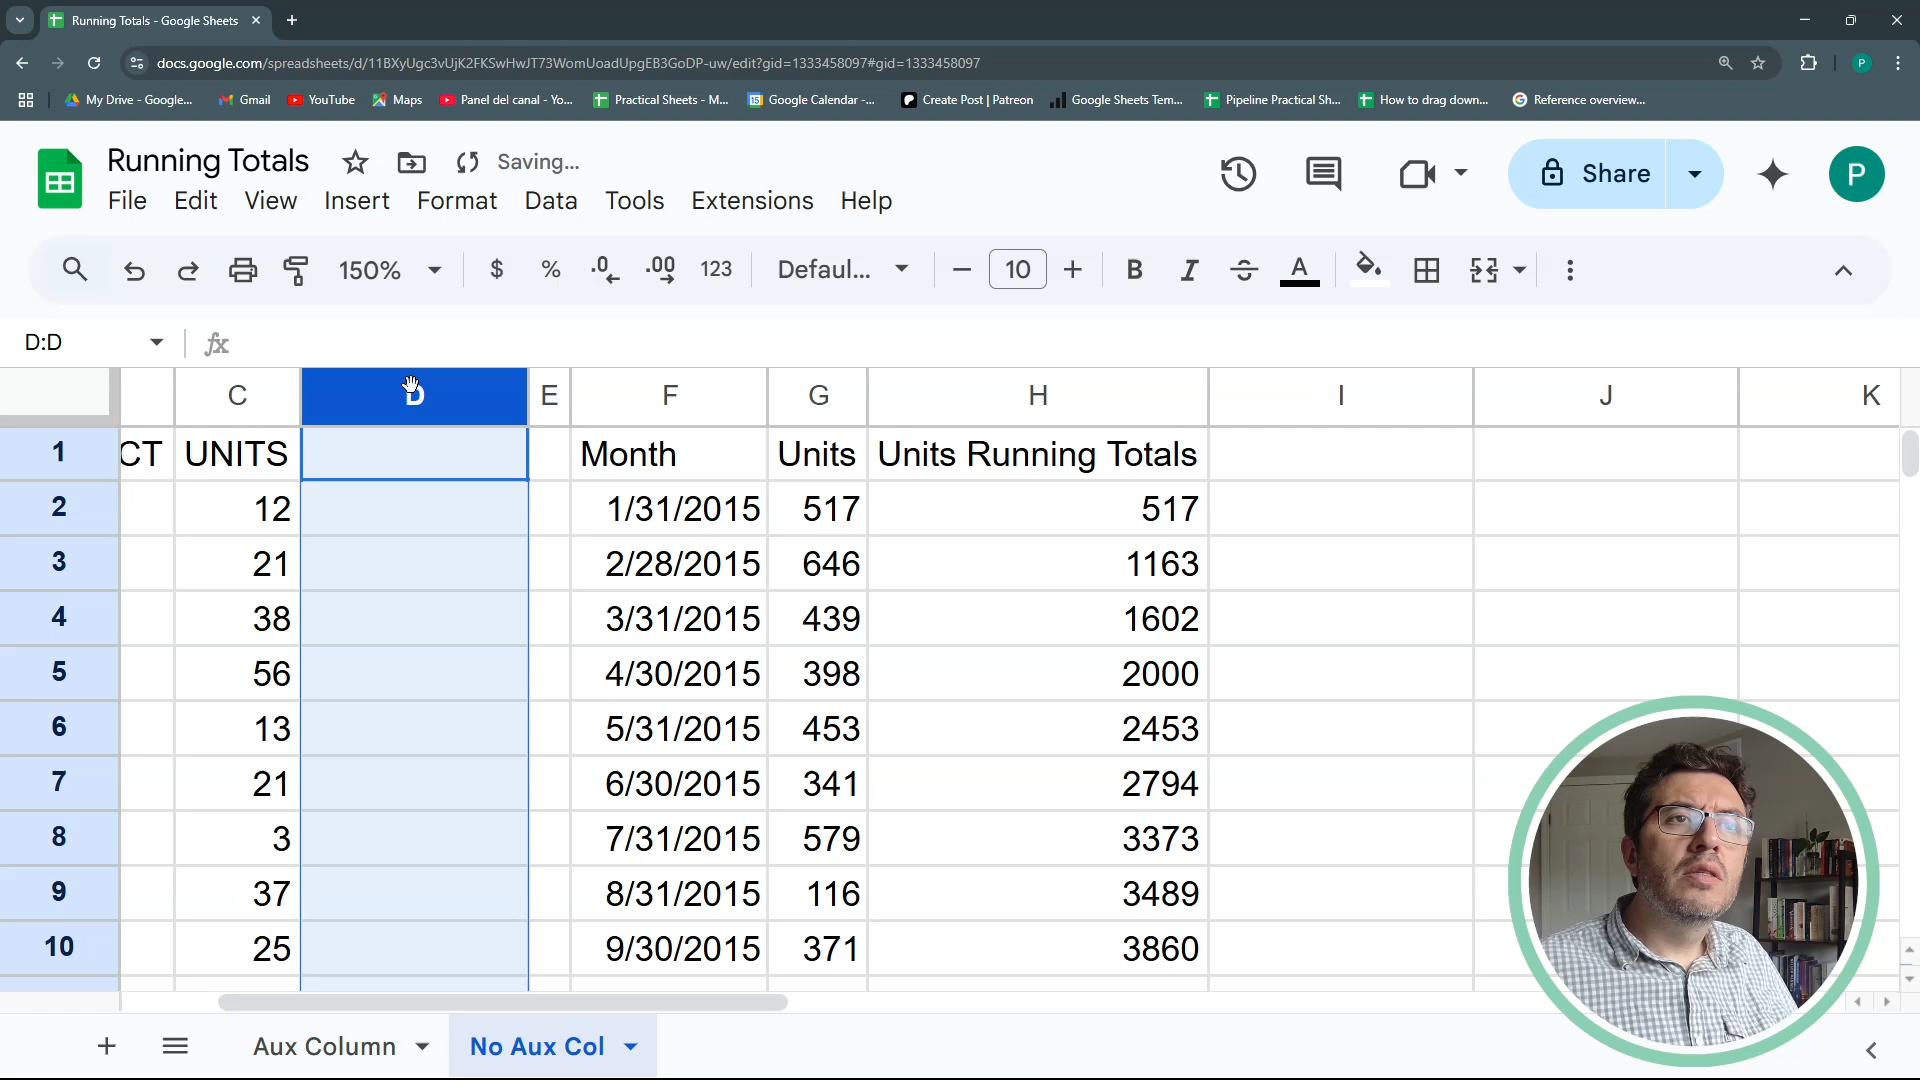 Running Totals - Google Sheets
docs.google.com/spreadsheets/d/11BXyUgc3vUjK2FKSwHwJT73WomUoadUpgEB3GoDP-uw/edit?gid=1333458097#gid=1333458097
P
My Drive - Google... Gmail YouTube Maps Panel del canal - Yo... Practical Sheets - M... Google Calendar -... Create Post | Patreon Google Sheets Tem... Pipeline Practical Sh... How to drag down... Reference overview...
Running Totals Saving... Share P
File Edit View Insert Format Data Tools Extensions Help
150% $ % .0 .00 123 Defaul... 10 B I S A
D:D fx
C D E F G H I J K
1 CT UNITS Month Units Units Running Totals
2 12 1/31/2015 517 517
3 21 2/28/2015 646 1163
4 38 3/31/2015 439 1602
5 56 4/30/2015 398 2000
6 13 5/31/2015 453 2453
7 21 6/30/2015 341 2794
8 3 7/31/2015 579 3373
9 37 8/31/2015 116 3489
10 25 9/30/2015 371 3860
Aux Column No Aux Col